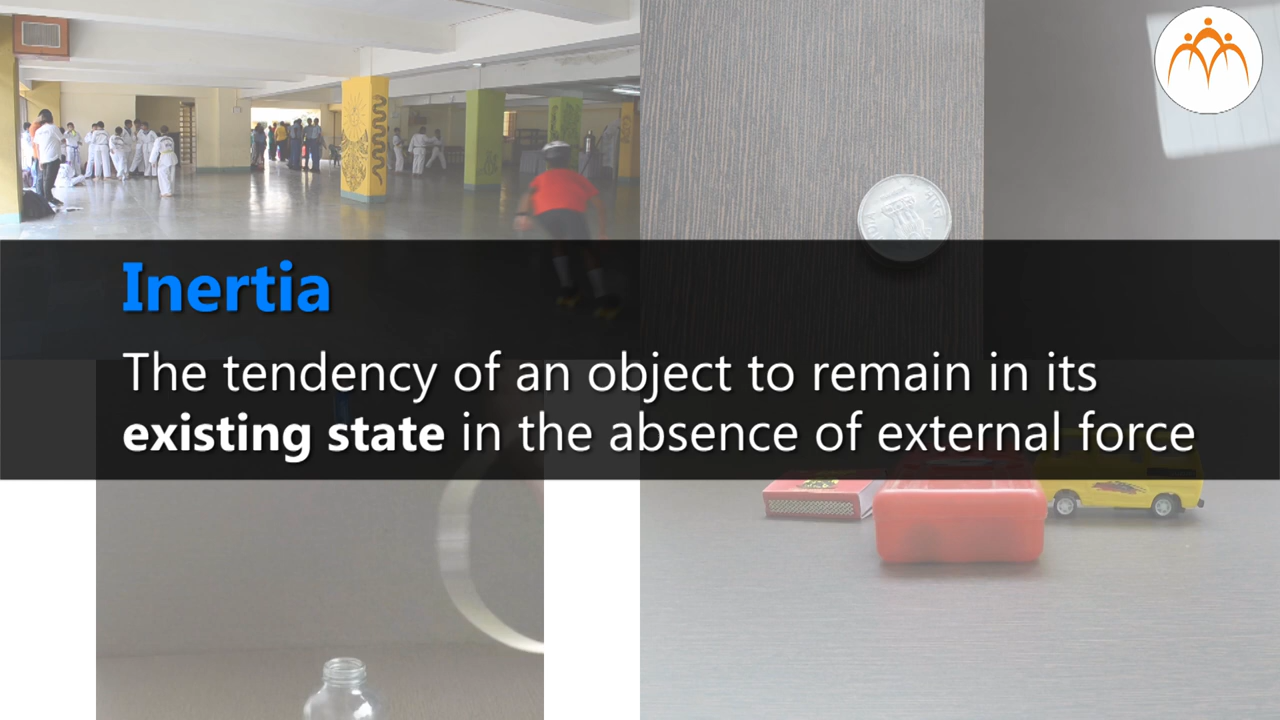 Inertia
The tendency of an object to remain in its
existing state in the absence of external force